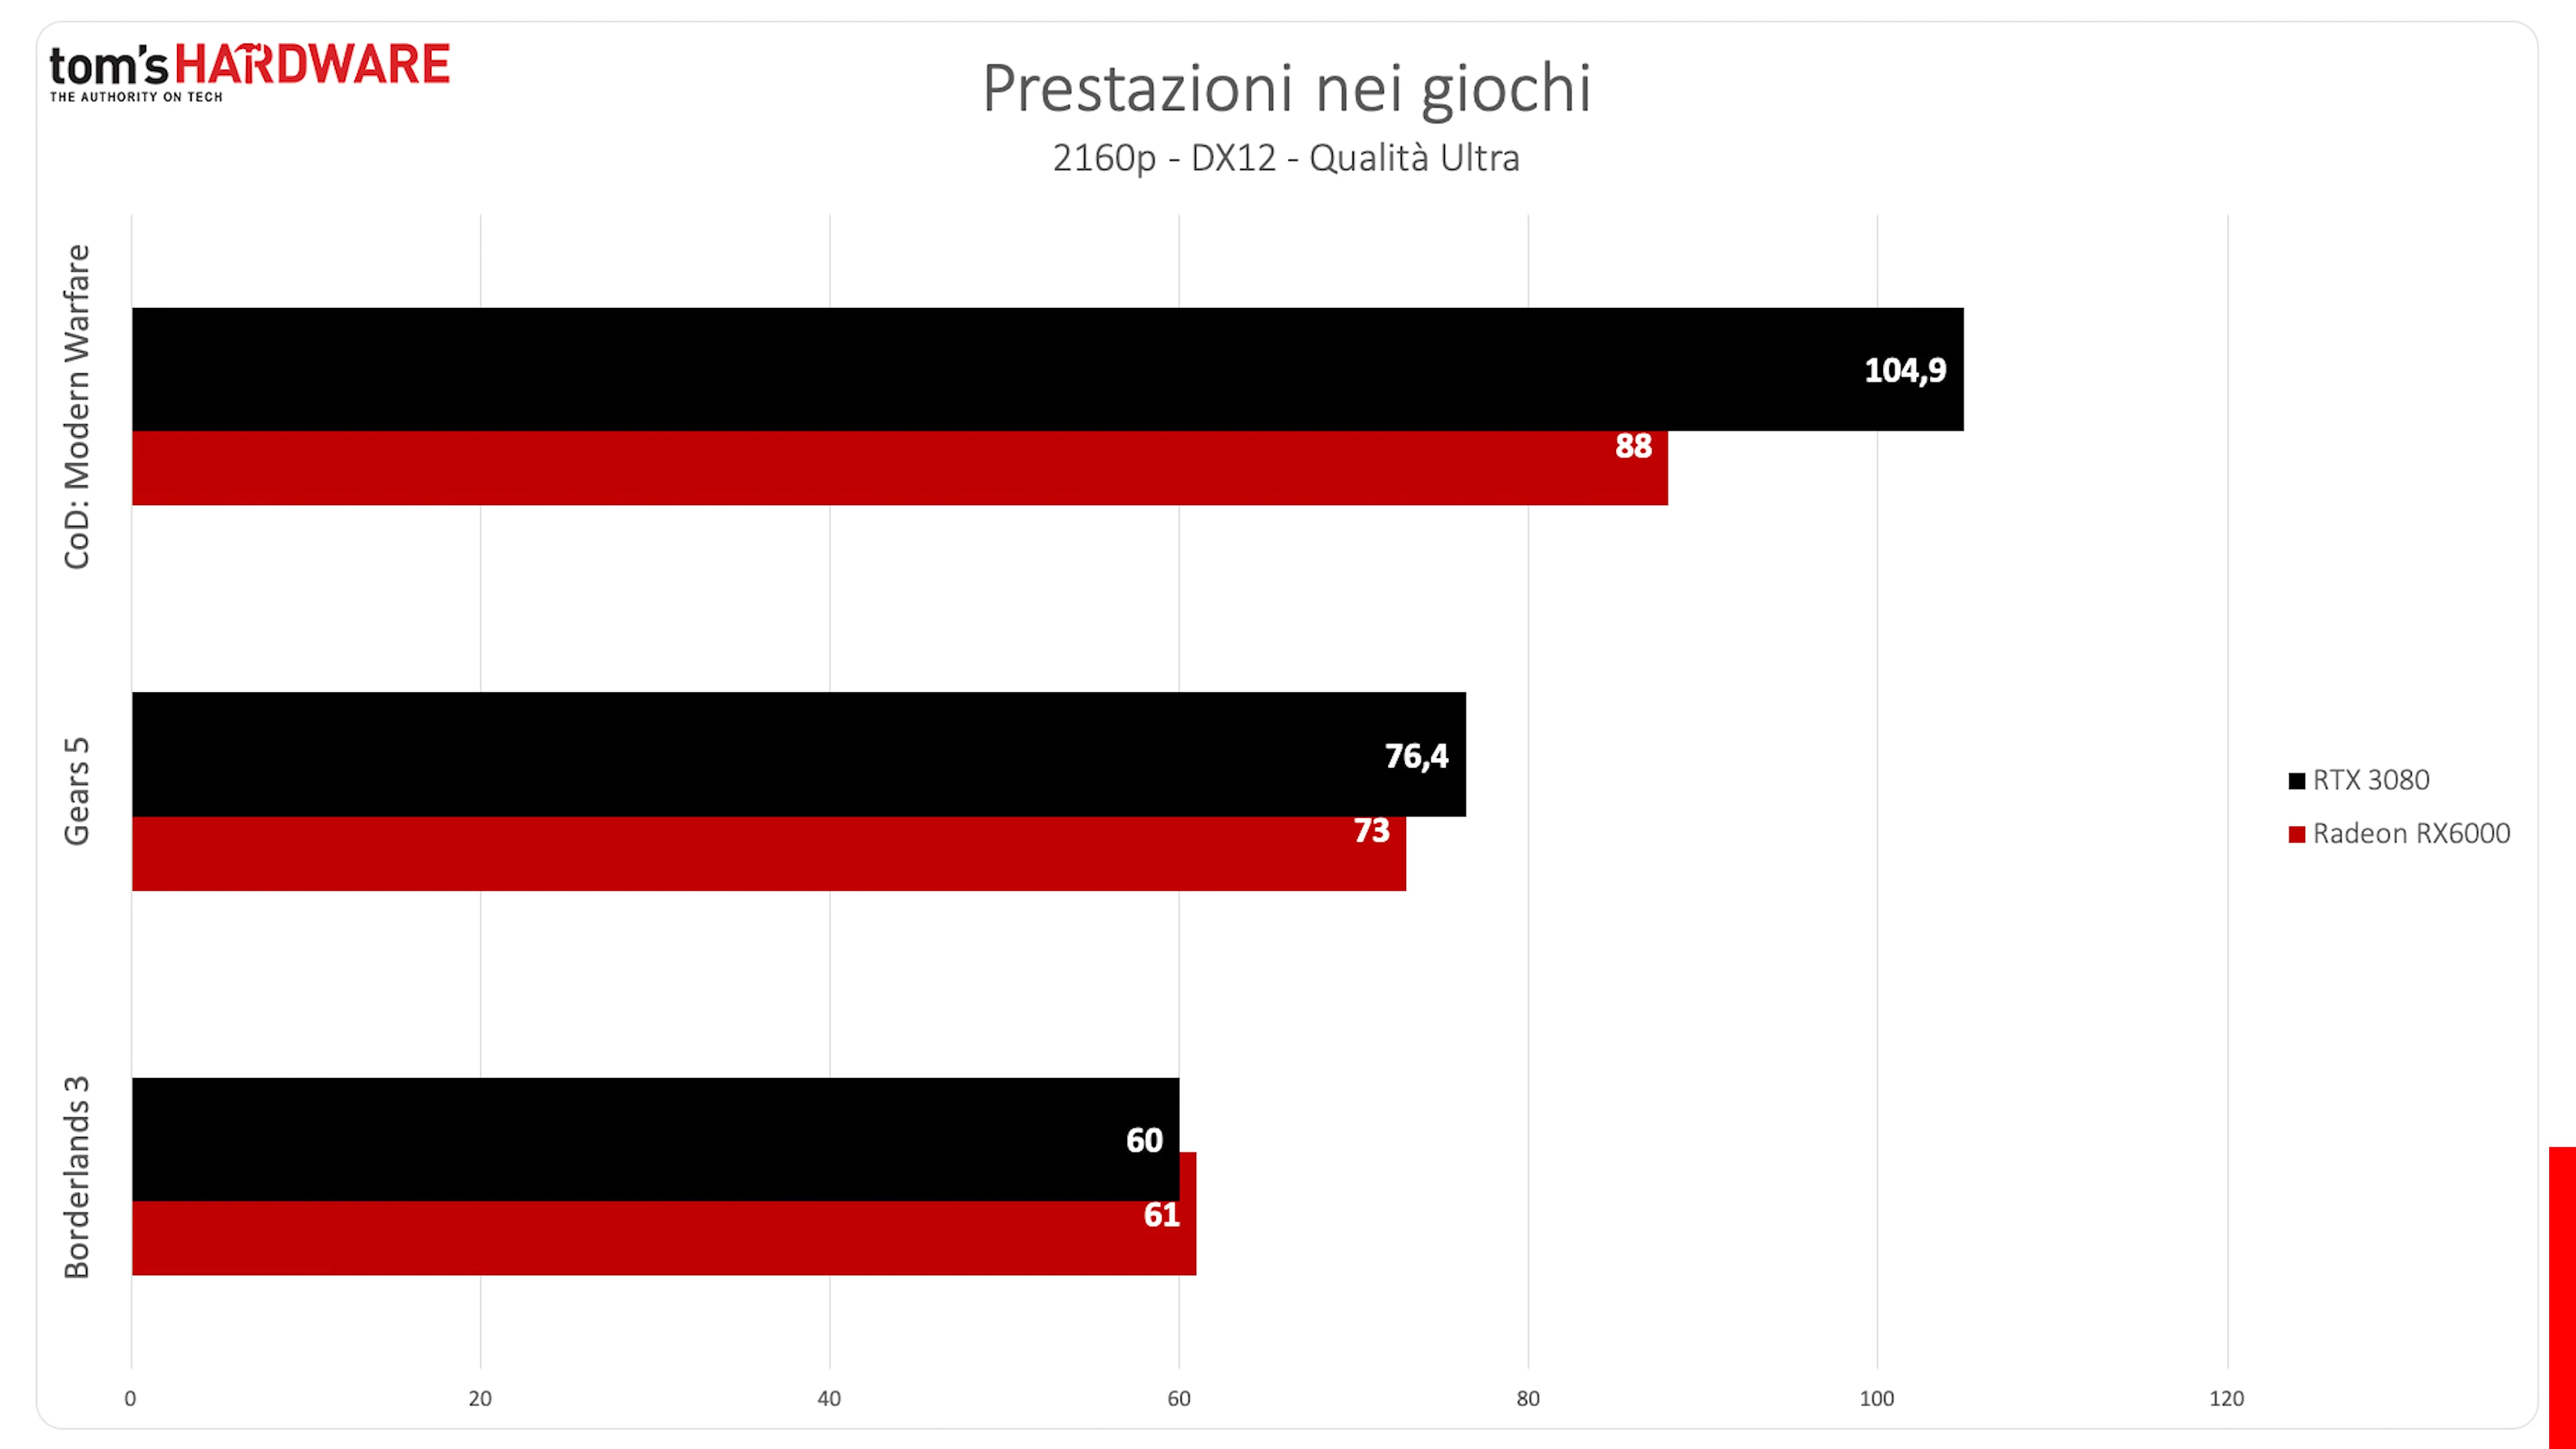 tom's HARDWARE
THE AUTHORITY ON TECH
Prestazioni nei giochi
2160p - DX12 - Qualità Ultra
CoD: Modern Warfare
104,9
88
Gears 5
76,4
73
Borderlands 3
60
61
RTX 3080
Radeon RX6000
0 20 40 60 80 100 120